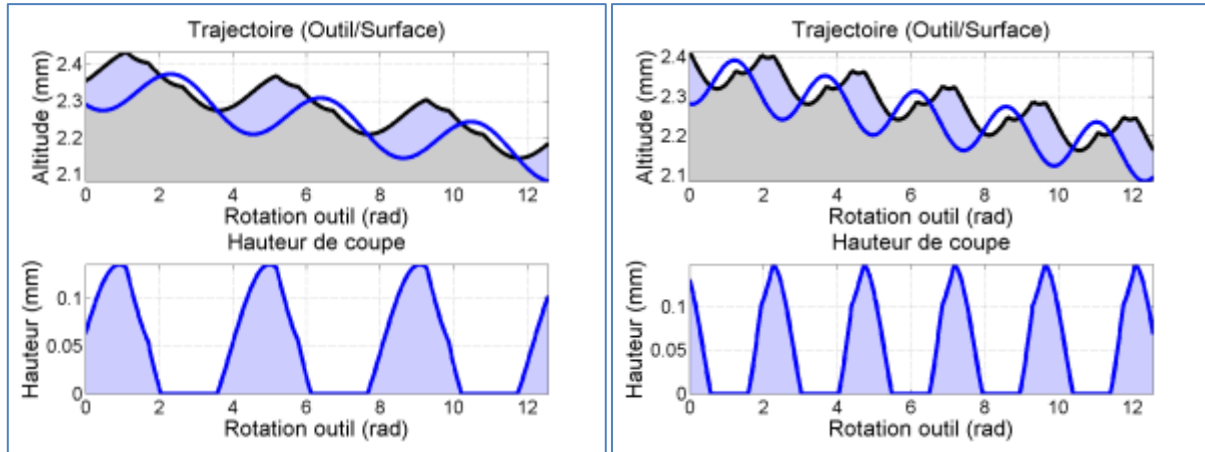 Trajectoire (Outil/Surface)
Altitude (mm)
2.4
2.3
2.2
2.1
0 2 4 6 8 10 12
Rotation outil (rad)
Hauteur de coupe
Hauteur (mm)
0.1
0.05
0
0 2 4 6 8 10 12
Rotation outil (rad)
Trajectoire (Outil/Surface)
Altitude (mm)
2.4
2.3
2.2
2.1
0 2 4 6 8 10 12
Rotation outil (rad)
Hauteur de coupe
Hauteur (mm)
0.1
0.05
0
0 2 4 6 8 10 12
Rotation outil (rad)